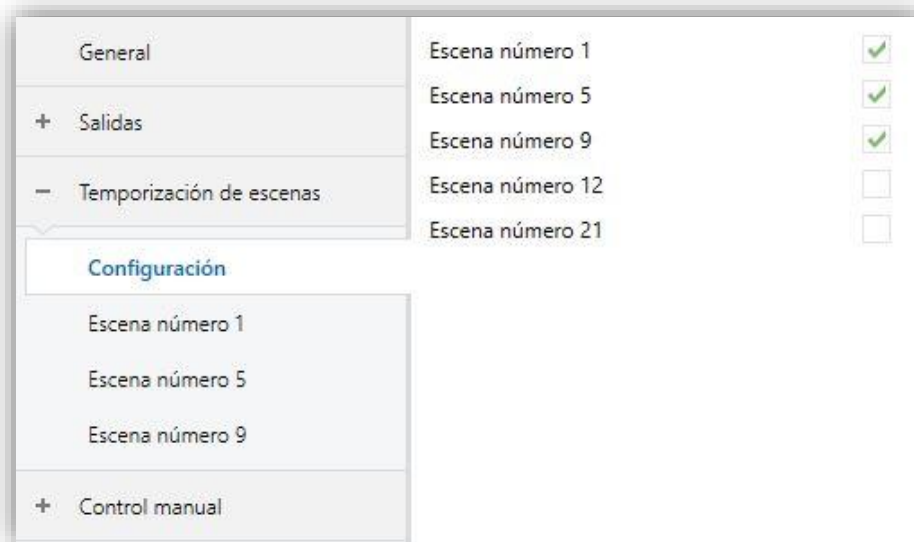 General
+ Salidas
− Temporización de escenas
Configuración
Escena número 1
Escena número 5
Escena número 9
+ Control manual
Escena número 1
Escena número 5
Escena número 9
Escena número 12
Escena número 21